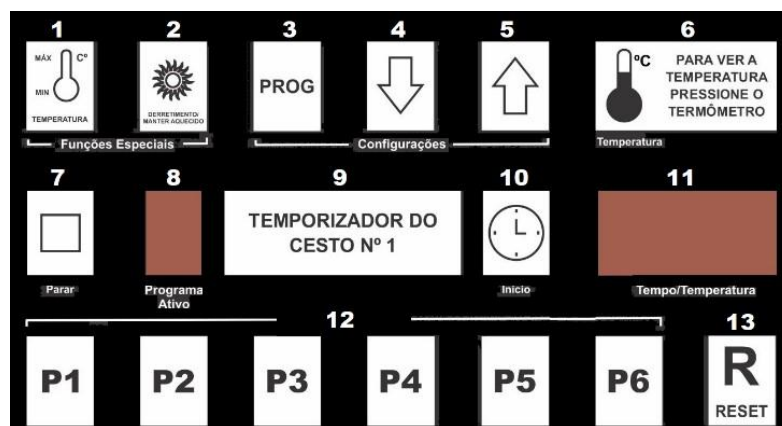 1 2 3 4 5 6
MÁX Cº
MIN
TEMPERATURA
DERRETIMENTO/
MANTER AQUECIDO
PROG
ºC
PARA VER A
TEMPERATURA
PRESSIONE O
TERMÔMETRO
Funções Especiais
Configurações
Temperatura
7 8 9 10 11
TEMPORIZADOR DO
CESTO Nº 1
L
Parar
Programa
Ativo
Início
Tempo/Temperatura
12
13
P1 P2 P3 P4 P5 P6
R
RESET